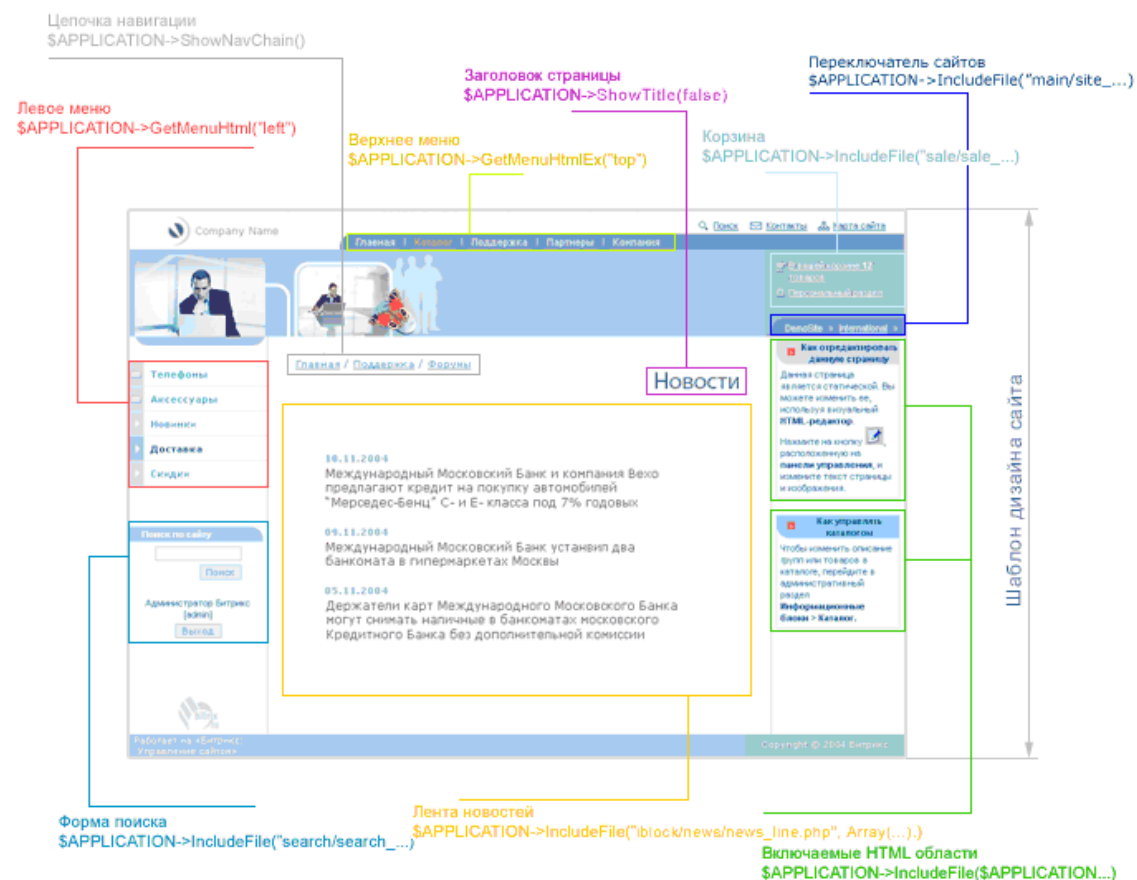 Цепочка навигации
$APPLICATION->ShowNavChain()
Заголовок страницы
$APPLICATION->ShowTitle(false)
Переключатель сайтов
$APPLICATION->IncludeFile("main/site_...)
Левое меню
$APPLICATION->GetMenuHtml("left")
Верхнее меню
$APPLICATION->GetMenuHtmlEx("top")
Корзина
$APPLICATION->IncludeFile("sale/sale_...)
Company Name
Поиск Контакты Карта сайта
Главная | Каталог | Поддержка | Партнеры | Компания
В вашей корзине 12
товаров
Персональный раздел
DemoSite » International »
Главная / Поддержка / Форумы
Новости
Телефоны
Аксессуары
Новинки
Доставка
Скидки
Поиск по сайту
Поиск
Администратор Битрикс
[admin]
Выход
10.11.2004
Международный Московский Банк и компания Вехо
предлагают кредит на покупку автомобилей
"Мерседес-Бенц" С- и Е- класса под 7% годовых
09.11.2004
Международный Московский Банк установил два
банкомата в гипермаркетах Москвы
05.11.2004
Держатели карт Международного Московского Банка
могут снимать наличные в банкоматах московского
Кредитного Банка без дополнительной комиссии
Как отредактировать
данную страницу
Данная страница
является статической. Вы
можете изменить ее,
используя визуальный
HTML-редактор.
Нажмите на кнопку
расположенную на
панели управления, и
измените текст страницы
и изображения.
Как управлять
каталогом
Чтобы изменить описание
групп или товаров в
каталоге, перейдите в
административный
раздел
Информационные
блоки > Каталог.
Шаблон дизайна сайта
Работает на «Битрикс:
Управление сайтом»
Copyright © 2004 Битрикс
Форма поиска
$APPLICATION->IncludeFile("search/search_...)
Лента новостей
$APPLICATION->IncludeFile("iblock/news/news_line.php", Array(...).)
Включаемые HTML области
$APPLICATION->IncludeFile($APPLICATION...)